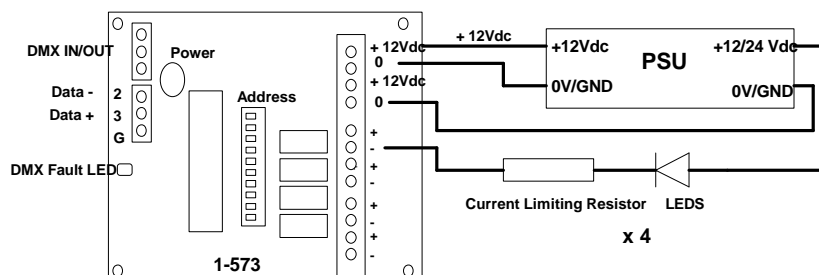 DMX IN/OUT
Power
Data -
2
Data +
3
G
Address
DMX Fault LED
1-573
+ 12Vdc
0
+ 12Vdc
0
+
-
+
-
+
-
+
-
+ 12Vdc
+12Vdc
+12/24 Vdc
PSU
0V/GND
0V/GND
Current Limiting Resistor
LEDS
x 4